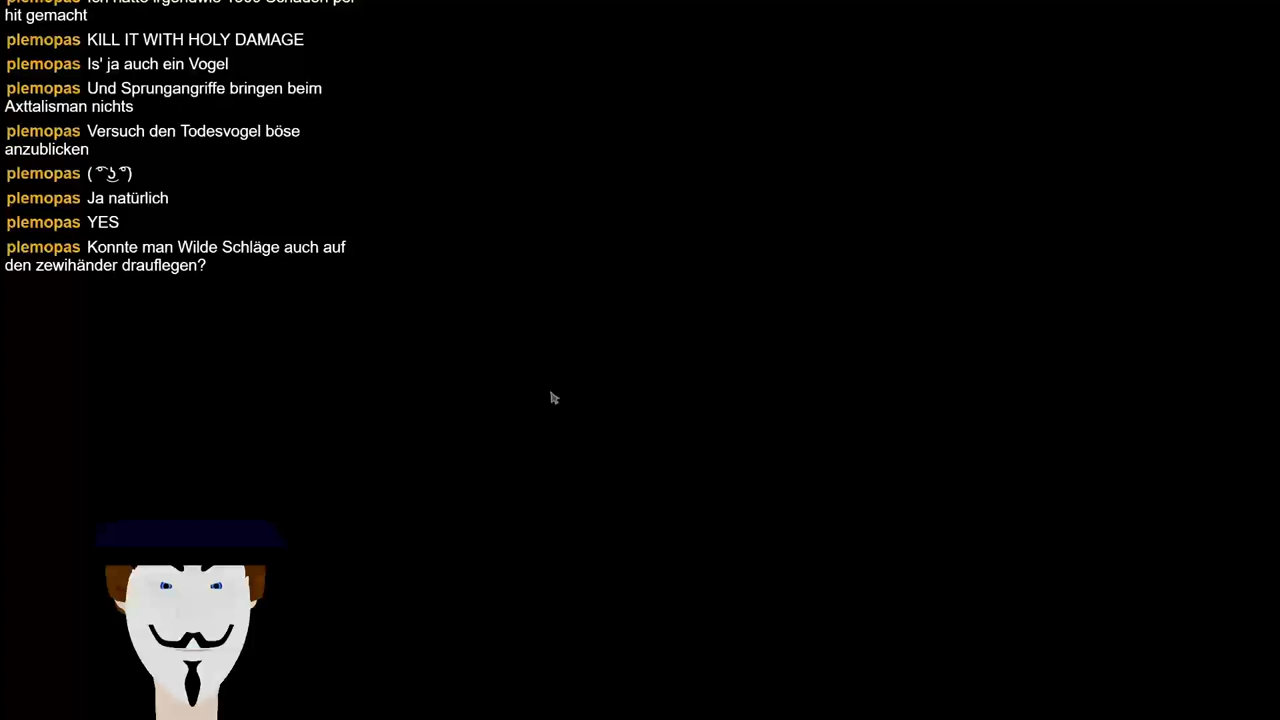 hit gemacht
plemopas KILL IT WITH HOLY DAMAGE
plemopas Is' ja auch ein Vogel
plemopas Und Sprungangriffe bringen beim
Axttalisman nichts
plemopas Versuch den Todesvogel böse
anzublicken
plemopas ( ͡° ͜ʖ ͡°)
plemopas Ja natürlich
plemopas YES
plemopas Konnte man Wilde Schläge auch auf
den zewihänder drauflegen?